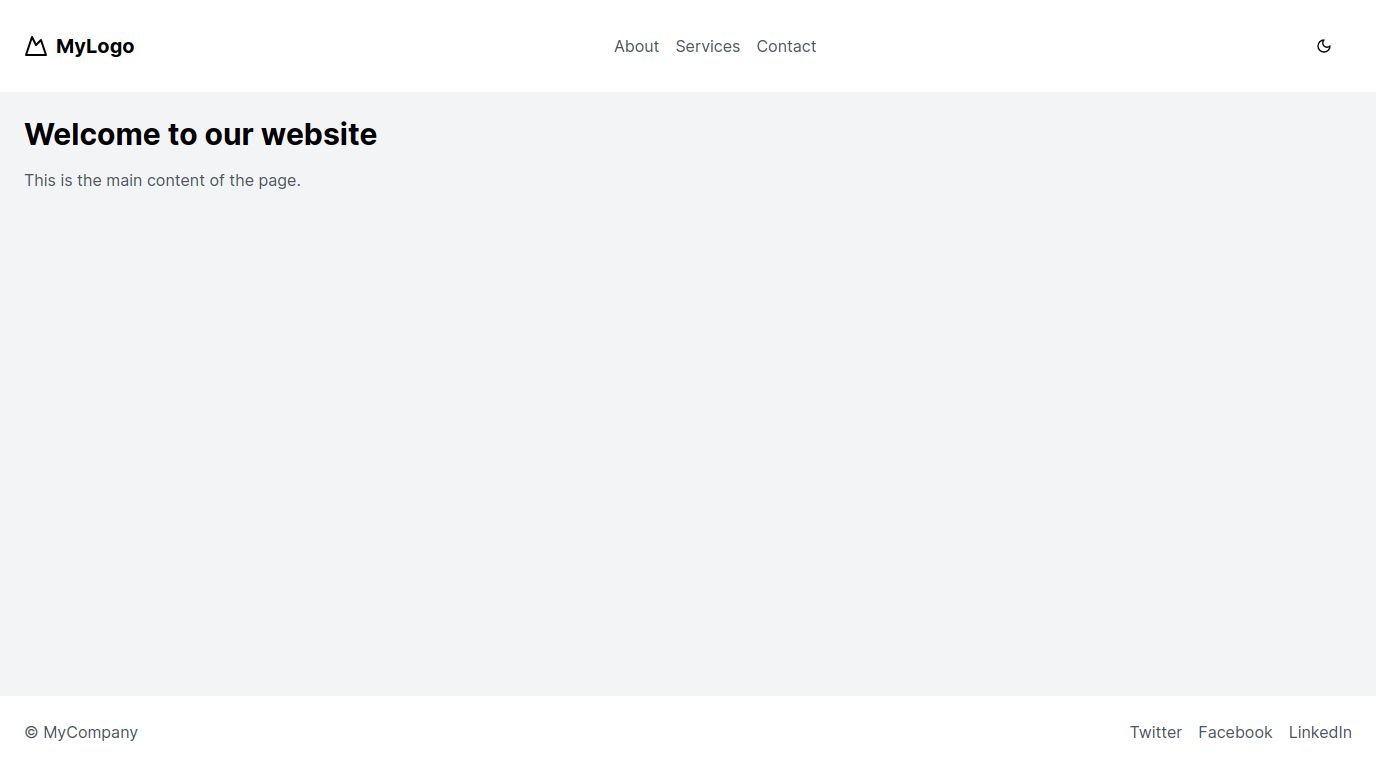 MyLogo
About Services Contact
Welcome to our website
This is the main content of the page.
© MyCompany
Twitter Facebook LinkedIn